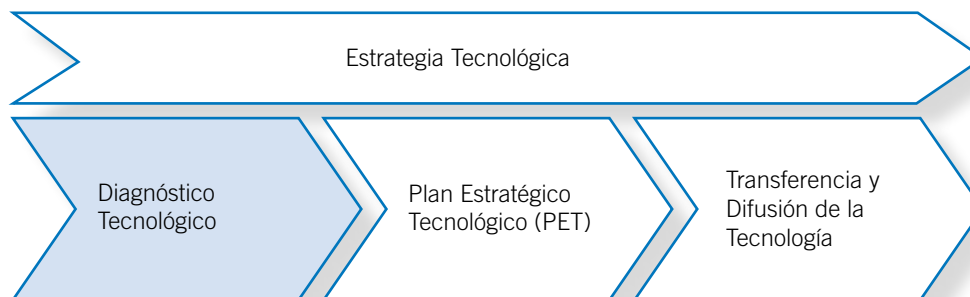 Estrategia Tecnológica
Diagnóstico
Tecnológico
Plan Estratégico
Tecnológico (PET)
Transferencia y
Difusión de la
Tecnología